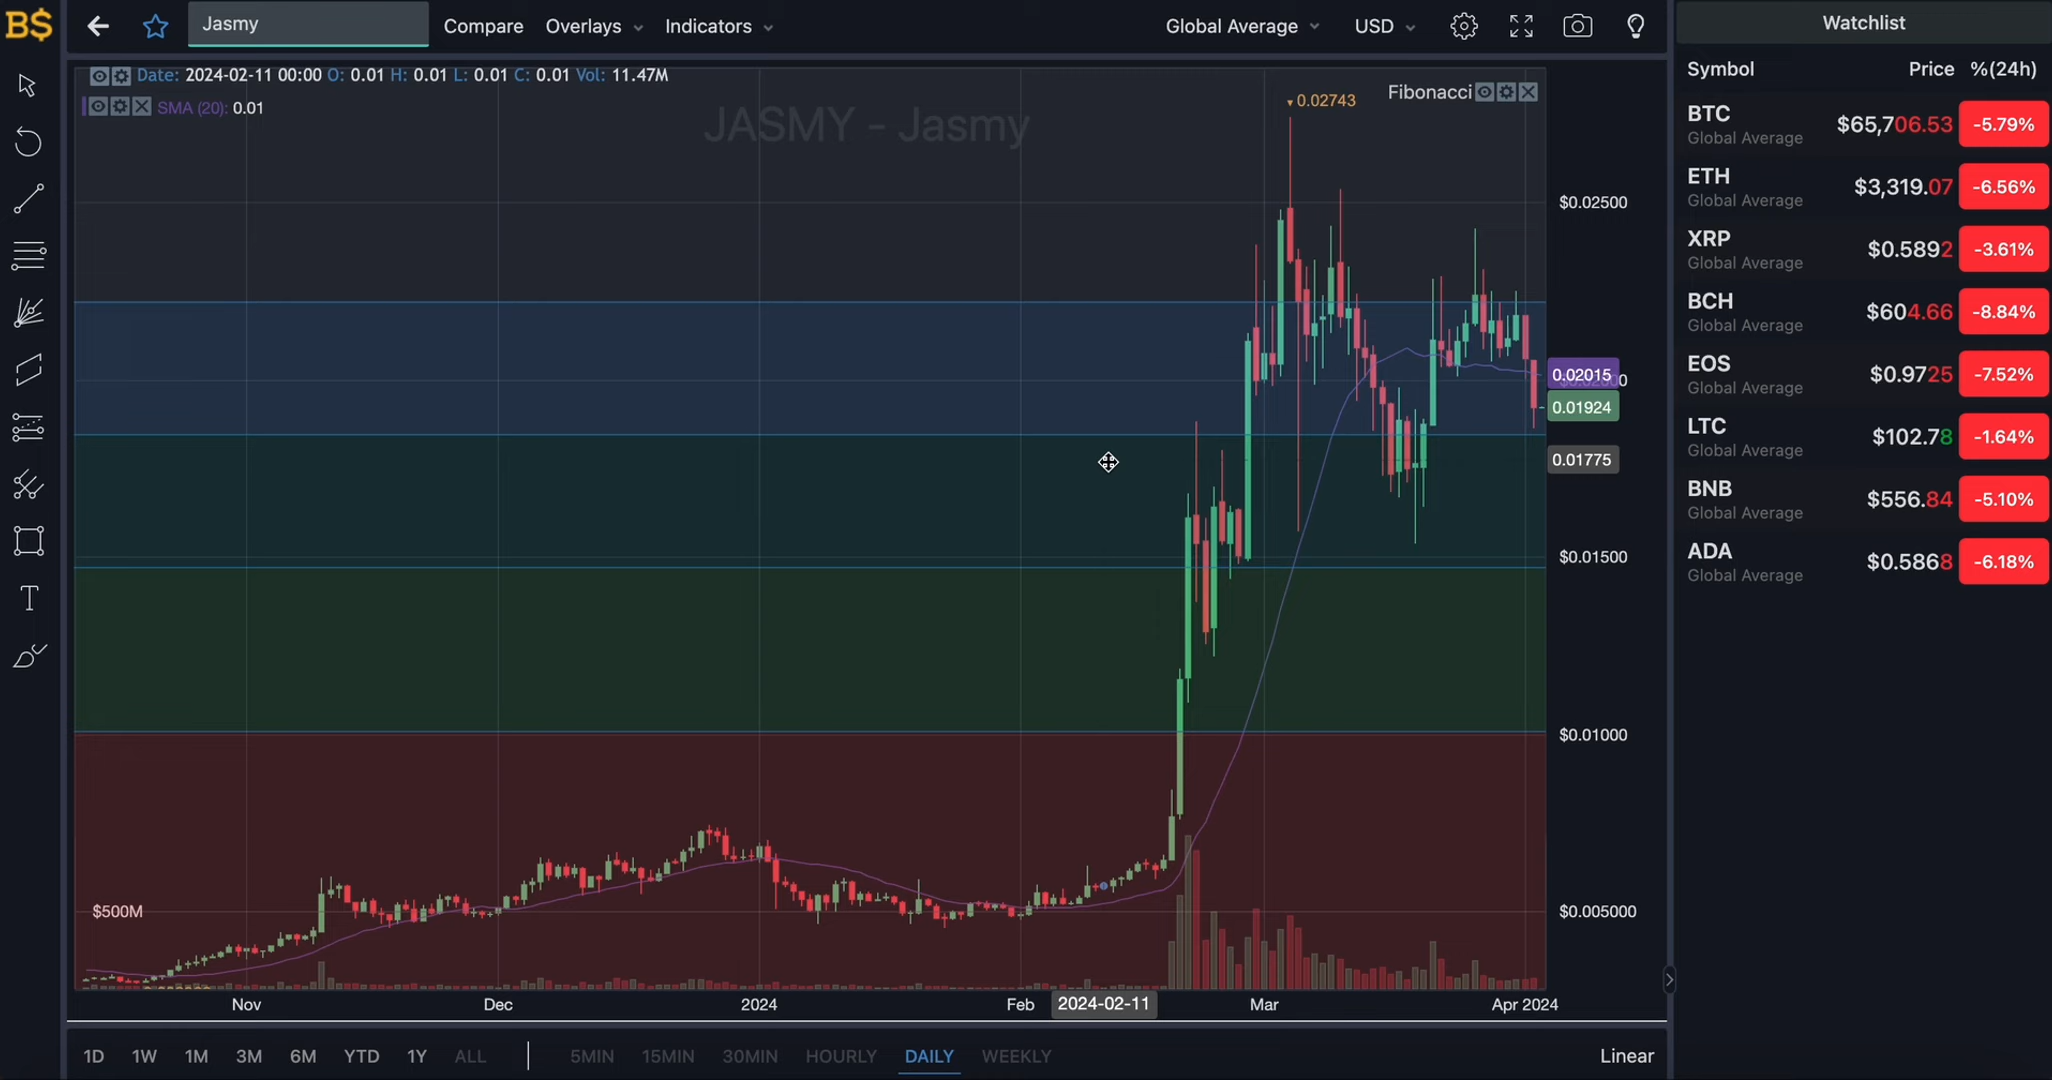 B$
Jasmy
Compare
Overlays
Indicators
Global Average
USD
Watchlist
Date: 2024-02-11 00:00 O: 0.01 H: 0.01 L: 0.01 C: 0.01 Vol: 11.47M
SMA (20): 0.01
JASMY - Jasmy
0.02743
Fibonacci
$0.02500
0.02015
0.01924
0.01775
$0.01500
$0.01000
$0.005000
$500M
Nov
Dec
2024
Feb
2024-02-11
Mar
Apr 2024
1D 1W 1M 3M 6M YTD 1Y ALL
5MIN 15MIN 30MIN HOURLY DAILY WEEKLY
Linear
Symbol Price %(24h)
BTC $65,706.53 -5.79%
Global Average
ETH $3,319.07 -6.56%
Global Average
XRP $0.5892 -3.61%
Global Average
BCH $604.66 -8.84%
Global Average
EOS $0.9725 -7.52%
Global Average
LTC $102.78 -1.64%
Global Average
BNB $556.84 -5.10%
Global Average
ADA $0.5868 -6.18%
Global Average